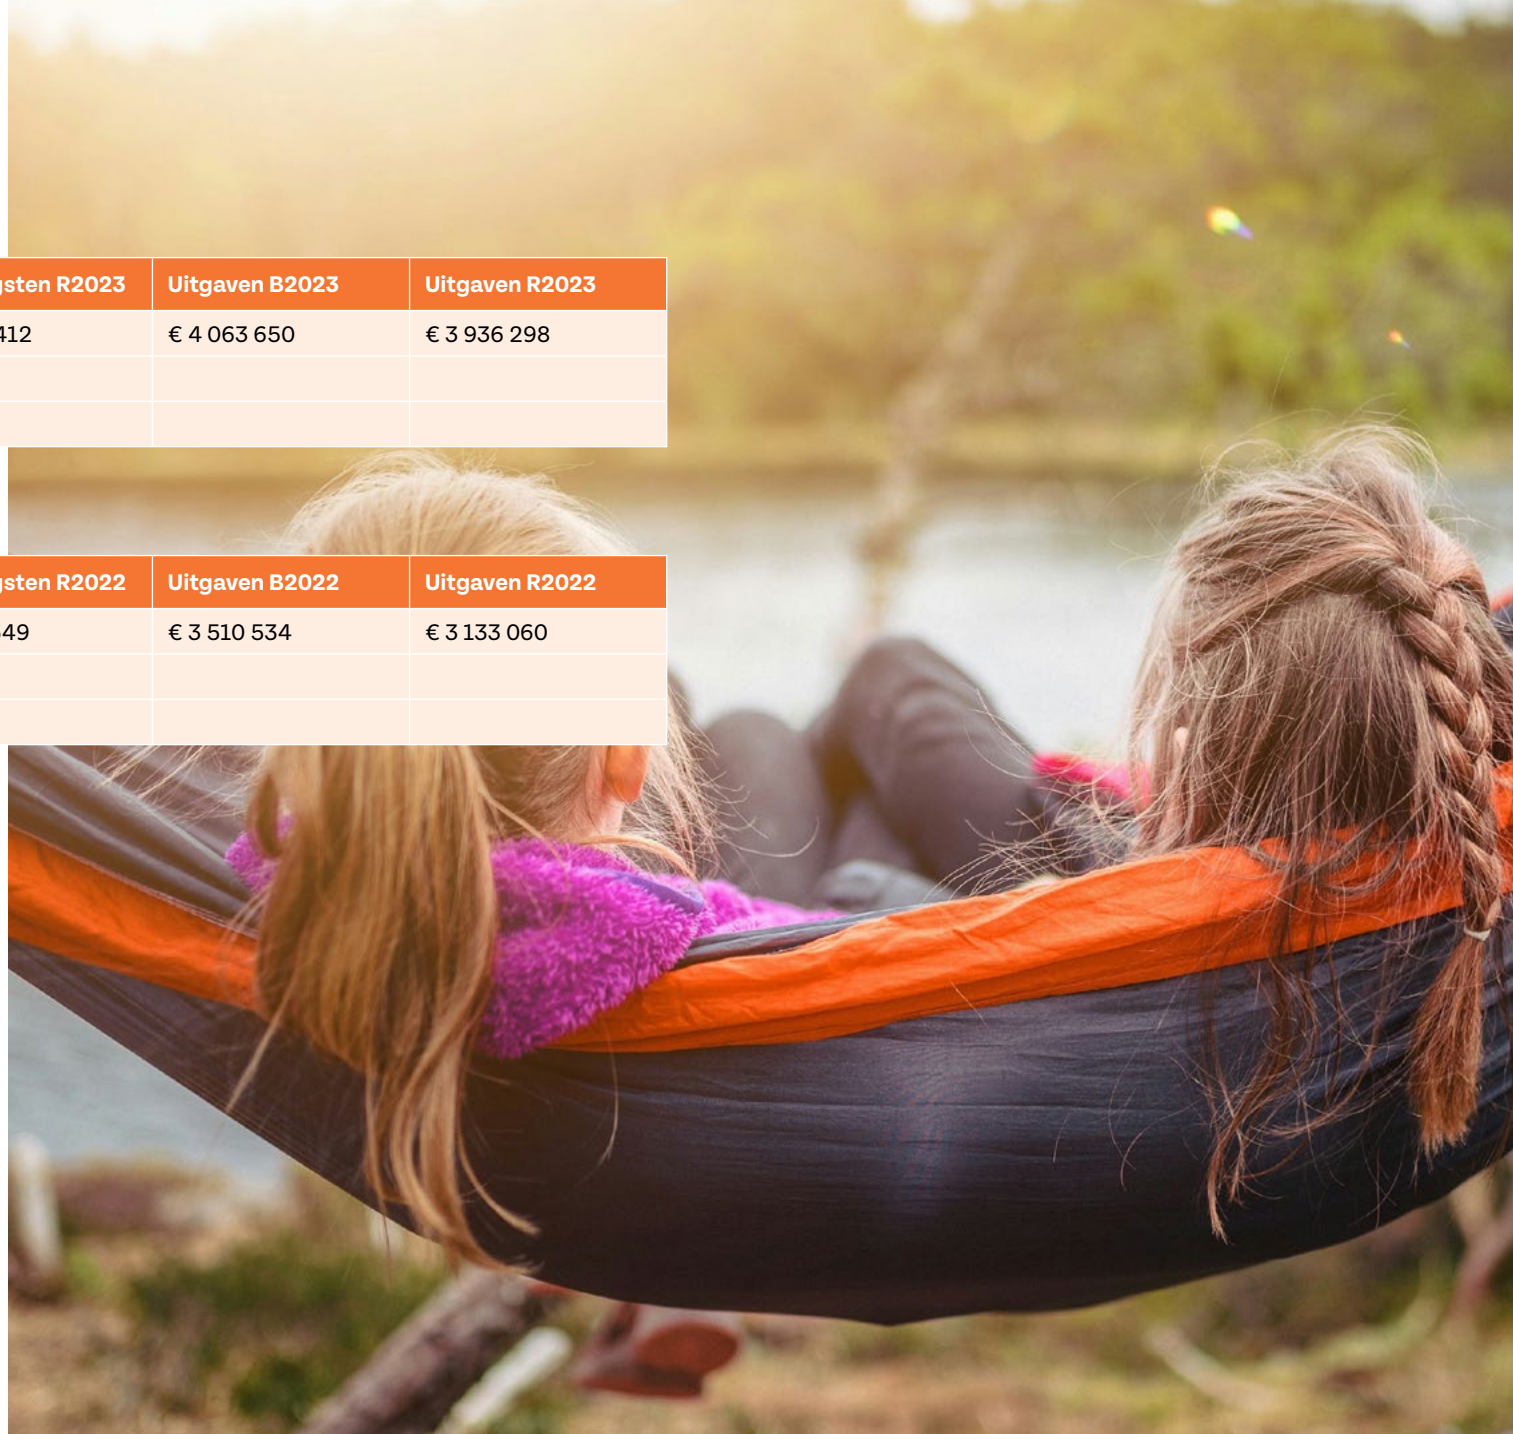 gsten R2023 Uitgaven B2023 Uitgaven R2023
412 € 4 063 650 € 3 936 298
gsten R2022 Uitgaven B2022 Uitgaven R2022
49 € 3 510 534 € 3 133 060